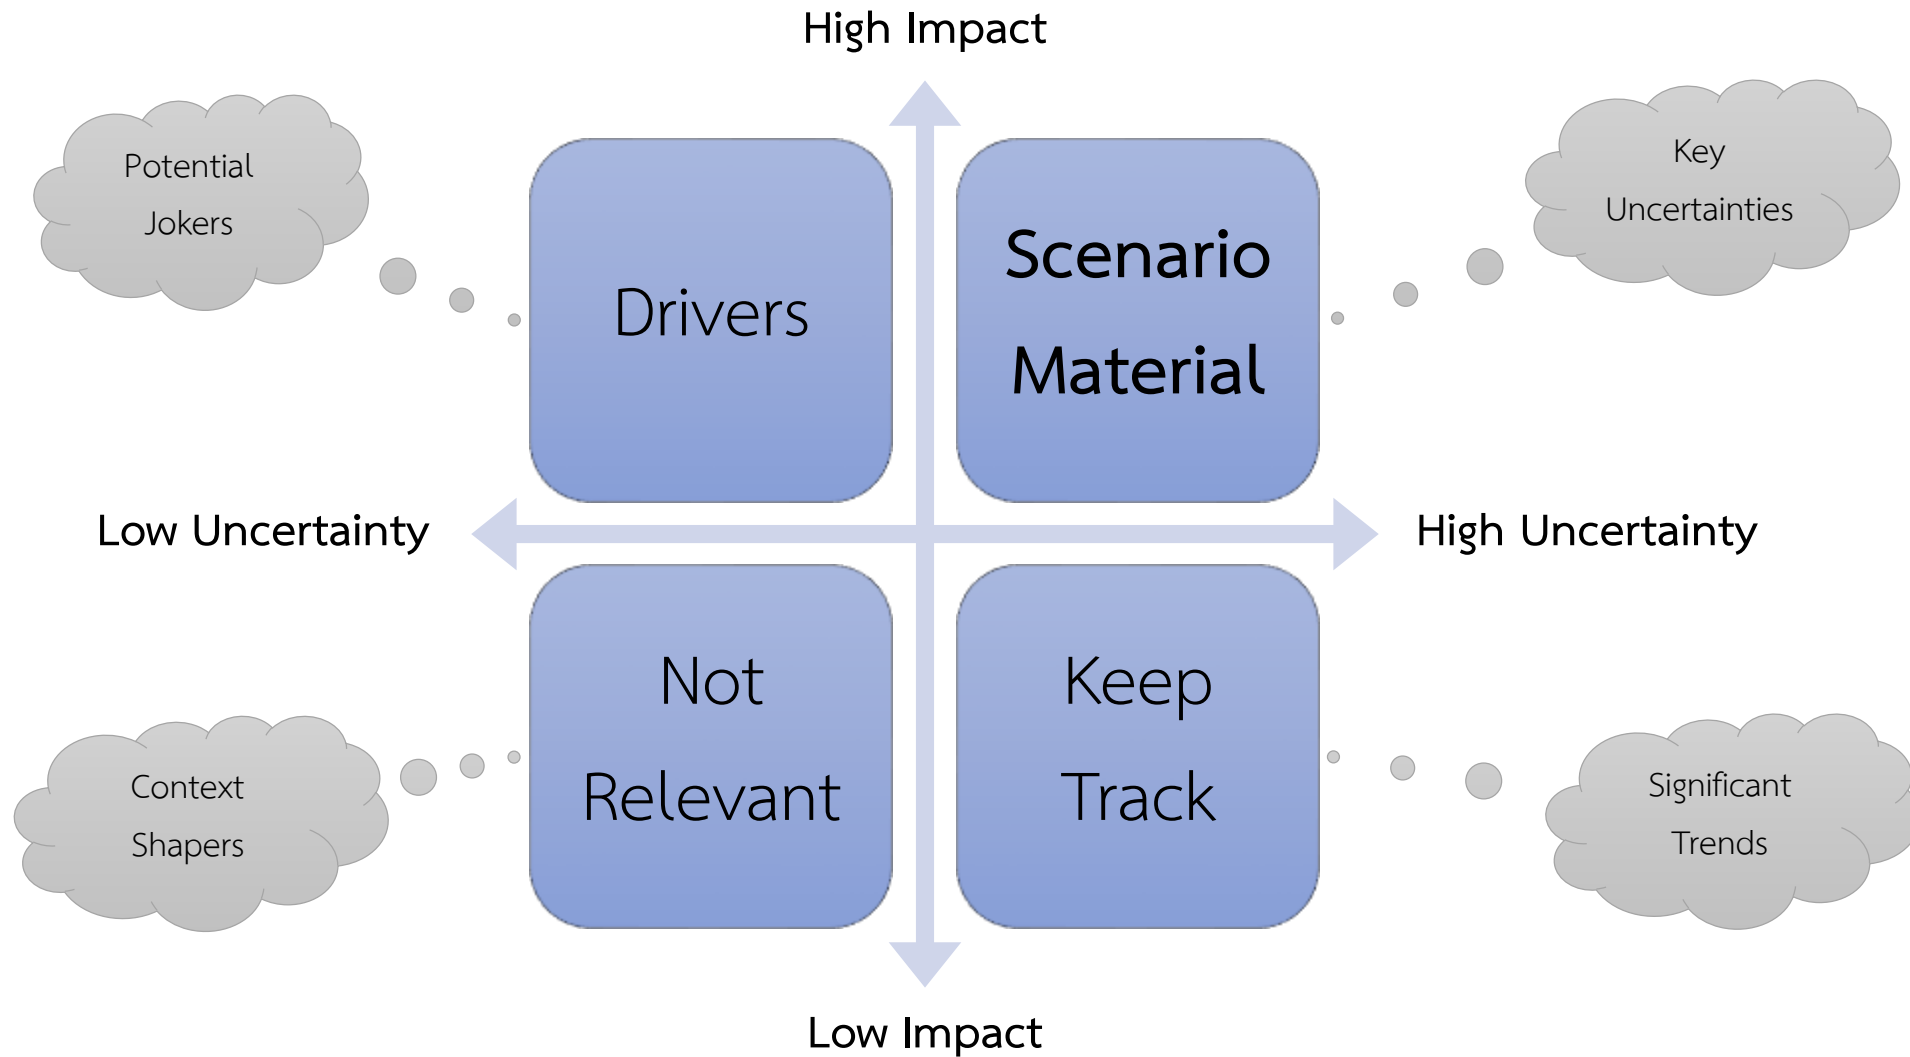 High Impact
Potential
Jokers
Key
Uncertainties
Drivers
Scenario
Material
Low Uncertainty
High Uncertainty
Not
Relevant
Keep
Track
Context
Shapers
Significant
Trends
Low Impact